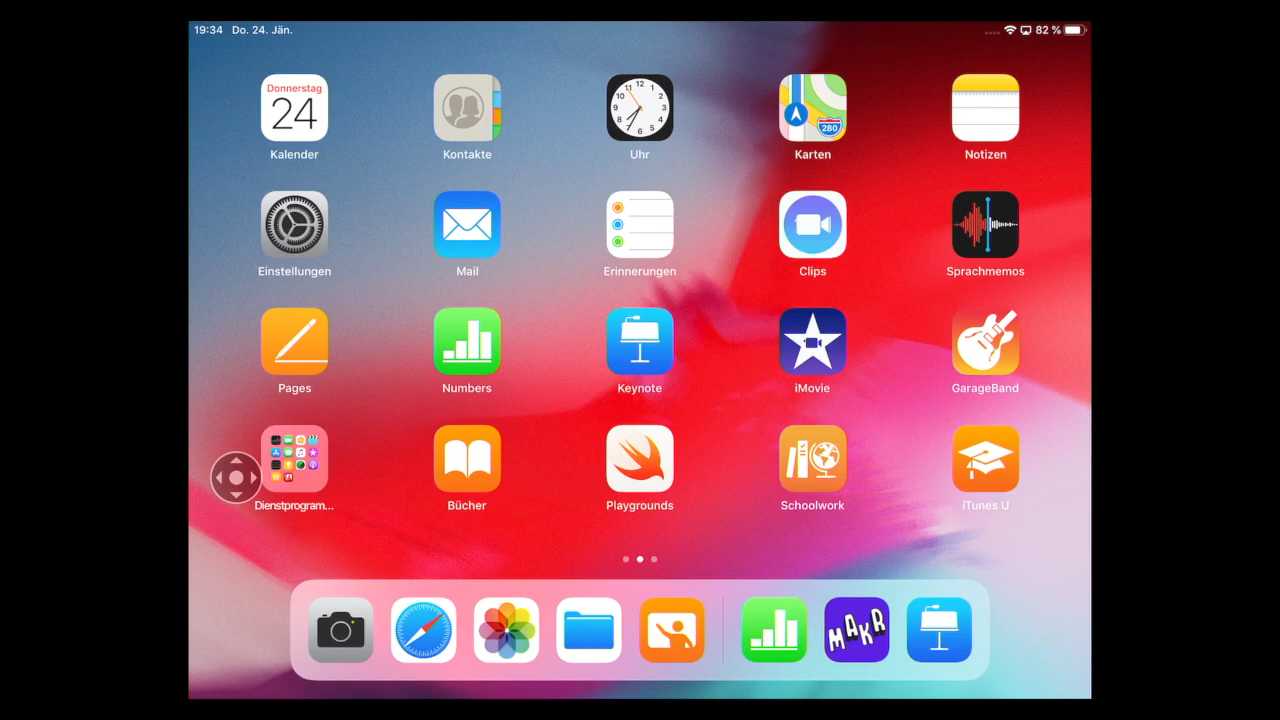 19:34 Do. 24. Jän.
82 %
Donnerstag
24
280
Kalender
Kontakte
Uhr
Karten
Notizen
Einstellungen
Mail
Erinnerungen
Clips
Sprachmemos
Pages
Numbers
Keynote
iMovie
GarageBand
Dienstprogram...
Bücher
Playgrounds
Schoolwork
iTunes U
MAKR